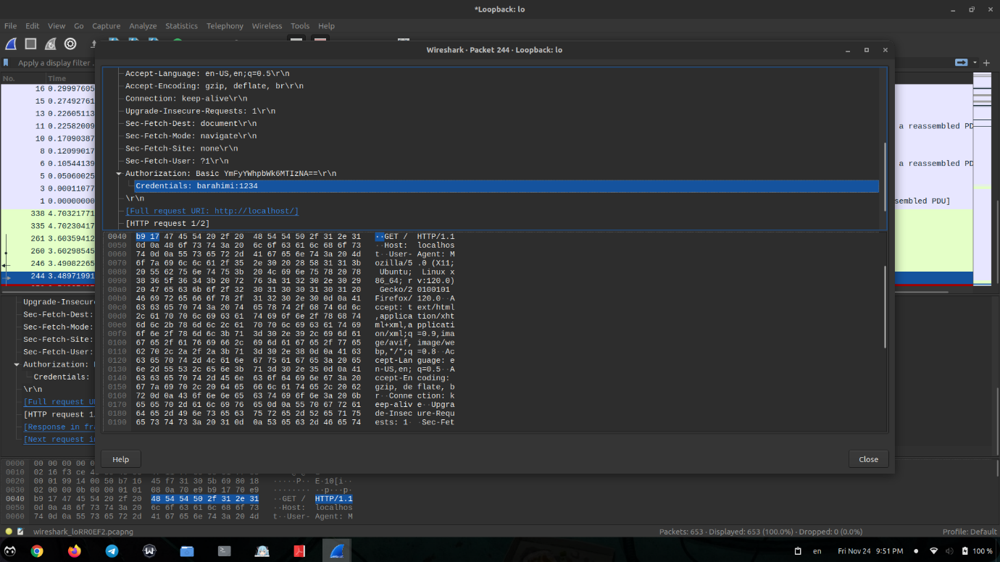 *Loopback: lo
File Edit View Go Capture Analyze Statistics Telephony Wireless Tools Help
Wireshark · Packet 244 · Loopback: lo
Apply a display filter
No. Time
16 0.29997605
15 0.27492761
13 0.22605113
11 0.22582009
10 0.17090387
8 0.12099017
6 0.10544139
5 0.05060025
3 0.00011077
1 0.00000000
338 4.70321771
335 4.70230417
261 3.60359412
260 3.60298545
246 3.49082265
244 3.48971991
a reassembled PD
a reassembled PD
sembled PDU]
Accept-Language: en-US,en;q=0.5\r\n
Accept-Encoding: gzip, deflate, br\r\n
Connection: keep-alive\r\n
Upgrade-Insecure-Requests: 1\r\n
Sec-Fetch-Dest: document\r\n
Sec-Fetch-Mode: navigate\r\n
Sec-Fetch-Site: none\r\n
Sec-Fetch-User: ?1\r\n
Authorization: Basic YmFyYWhpbWk6MTIzNA==\r\n
Credentials: barahimi:1234
\r\n
[Full request URI: http://localhost/]
[HTTP request 1/2]
0040 b9 17 47 45 54 20 2f 20 48 54 54 50 2f 31 2e 31 ··GET / HTTP/1.1
0050 0d 0a 48 6f 73 74 3a 20 6c 6f 63 61 6c 68 6f 73 ··Host: localhos
0060 74 0d 0a 55 73 65 72 2d 41 67 65 6e 74 3a 20 4d t··User- Agent: M
0070 6f 7a 69 6c 6c 61 2f 35 2e 30 20 28 58 31 31 3b ozilla/5 .0 (X11;
0080 20 55 62 75 6e 74 75 3b 20 4c 69 6e 75 78 20 78 Ubuntu; Linux x
0090 38 36 5f 36 34 3b 20 72 76 3a 31 32 30 2e 30 29 86_64; r v:120.0)
00a0 20 47 65 63 6b 6f 2f 32 30 31 30 30 31 30 31 20 Gecko/2 0100101
00b0 46 69 72 65 66 6f 78 2f 31 32 30 2e 30 0d 0a 41 Firefox/ 120.0··A
00c0 63 63 65 70 74 3a 20 74 65 78 74 2f 68 74 6d 6c ccept: t ext/html
00d0 2c 61 70 70 6c 69 63 61 74 69 6f 6e 2f 78 68 74 ,applica tion/xht
00e0 6d 6c 2b 78 6d 6c 2c 61 70 70 6c 69 63 61 74 69 ml+xml,a pplicati
00f0 6f 6e 2f 78 6d 6c 3b 71 3d 30 2e 39 2c 69 6d 61 on/xml;q =0.9,ima
0100 67 65 2f 61 76 69 66 2c 69 6d 61 67 65 2f 77 65 ge/avif, image/we
0110 62 70 2c 2a 2f 2a 3b 71 3d 30 2e 38 0d 0a 41 63 bp,*/*;q =0.8··Ac
0120 63 65 70 74 2d 4c 61 6e 67 75 61 67 65 3a 20 65 cept-Lan guage: e
0130 6e 2d 55 53 2c 65 6e 3b 71 3d 30 2e 35 0d 0a 41 n-US,en; q=0.5··A
0140 63 63 65 70 74 2d 45 6e 63 6f 64 69 6e 67 3a 20 ccept-En coding:
0150 67 7a 69 70 2c 20 64 65 66 6c 61 74 65 2c 20 62 gzip, de flate, b
0160 72 0d 0a 43 6f 6e 6e 65 63 74 69 6f 6e 3a 20 6b r··Conne ction: k
0170 65 65 70 2d 61 6c 69 76 65 0d 0a 55 70 67 72 61 eep-aliv e··Upgra
0180 64 65 2d 49 6e 73 65 63 75 72 65 2d 52 65 71 75 de-Insec ure-Requ
0190 65 73 74 73 3a 20 31 0d 0a 53 65 63 2d 46 65 74 ests: 1· ·Sec-Fet
Help
Close
Upgrade-Insecur
Sec-Fetch-Dest:
Sec-Fetch-Mode:
Sec-Fetch-Site:
Sec-Fetch-User:
Authorization:
Credentials:
\r\n
[Full request U
[HTTP request 1
[Response in fra
[Next request i
0000 00 00 00 00 0
0010 02 16 f3 ce
0020 00 01 99 14 00 50 b7 16 45 f7 31 30 5b 69 80 18 ·····P·· E·10[i··
0030 02 00 00 0b 00 00 01 01 08 0a 70 e9 b9 17 70 e9 ········ ··p···p·
0040 b9 17 47 45 54 20 2f 20 48 54 54 50 2f 31 2e 31 ··GET / HTTP/1.1
0050 0d 0a 48 6f 73 74 3a 20 6c 6f 63 61 6c 68 6f 73 ··Host: localhos
0060 74 0d 0a 55 73 65 72 2d 41 67 65 6e 74 3a 20 4d t··User- Agent: M
wireshark_loRR0EF2.pcapng
Packets: 653 · Displayed: 653 (100.0%) · Dropped: 0 (0.0%)
Profile: Default
en
Fri Nov 24
9:51 PM
100 %